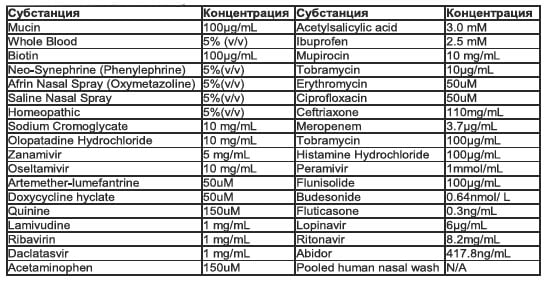 Субстанция Концентрация Субстанция Концентрация
Mucin 100µg/mL Acetylsalicylic acid 3.0 mM
Whole Blood 5% (v/v) Ibuprofen 2.5 mM
Biotin 100µg/mL Mupirocin 10 mg/mL
Neo-Synephrine (Phenylephrine) 5%(v/v) Tobramycin 10µg/mL
Afrin Nasal Spray (Oxymetazoline) 5%(v/v) Erythromycin 50uM
Saline Nasal Spray 5%(v/v) Ciprofloxacin 50uM
Homeopathic 5%(v/v) Ceftriaxone 110mg/mL
Sodium Cromoglycate 10 mg/mL Meropenem 3.7µg/mL
Olopatadine Hydrochloride 10 mg/mL Tobramycin 100µg/mL
Zanamivir 5 mg/mL Histamine Hydrochloride 100µg/mL
Oseltamivir 10 mg/mL Peramivir 1mmol/mL
Artemether-lumefantrine 50uM Flunisolide 100µg/mL
Doxycycline hyclate 50uM Budesonide 0.64nmol/ L
Quinine 150uM Fluticasone 0.3ng/mL
Lamivudine 1 mg/mL Lopinavir 6µg/mL
Ribavirin 1 mg/mL Ritonavir 8.2mg/mL
Daclatasvir 1 mg/mL Abidor 417.8ng/mL
Acetaminophen 150uM Pooled human nasal wash N/A